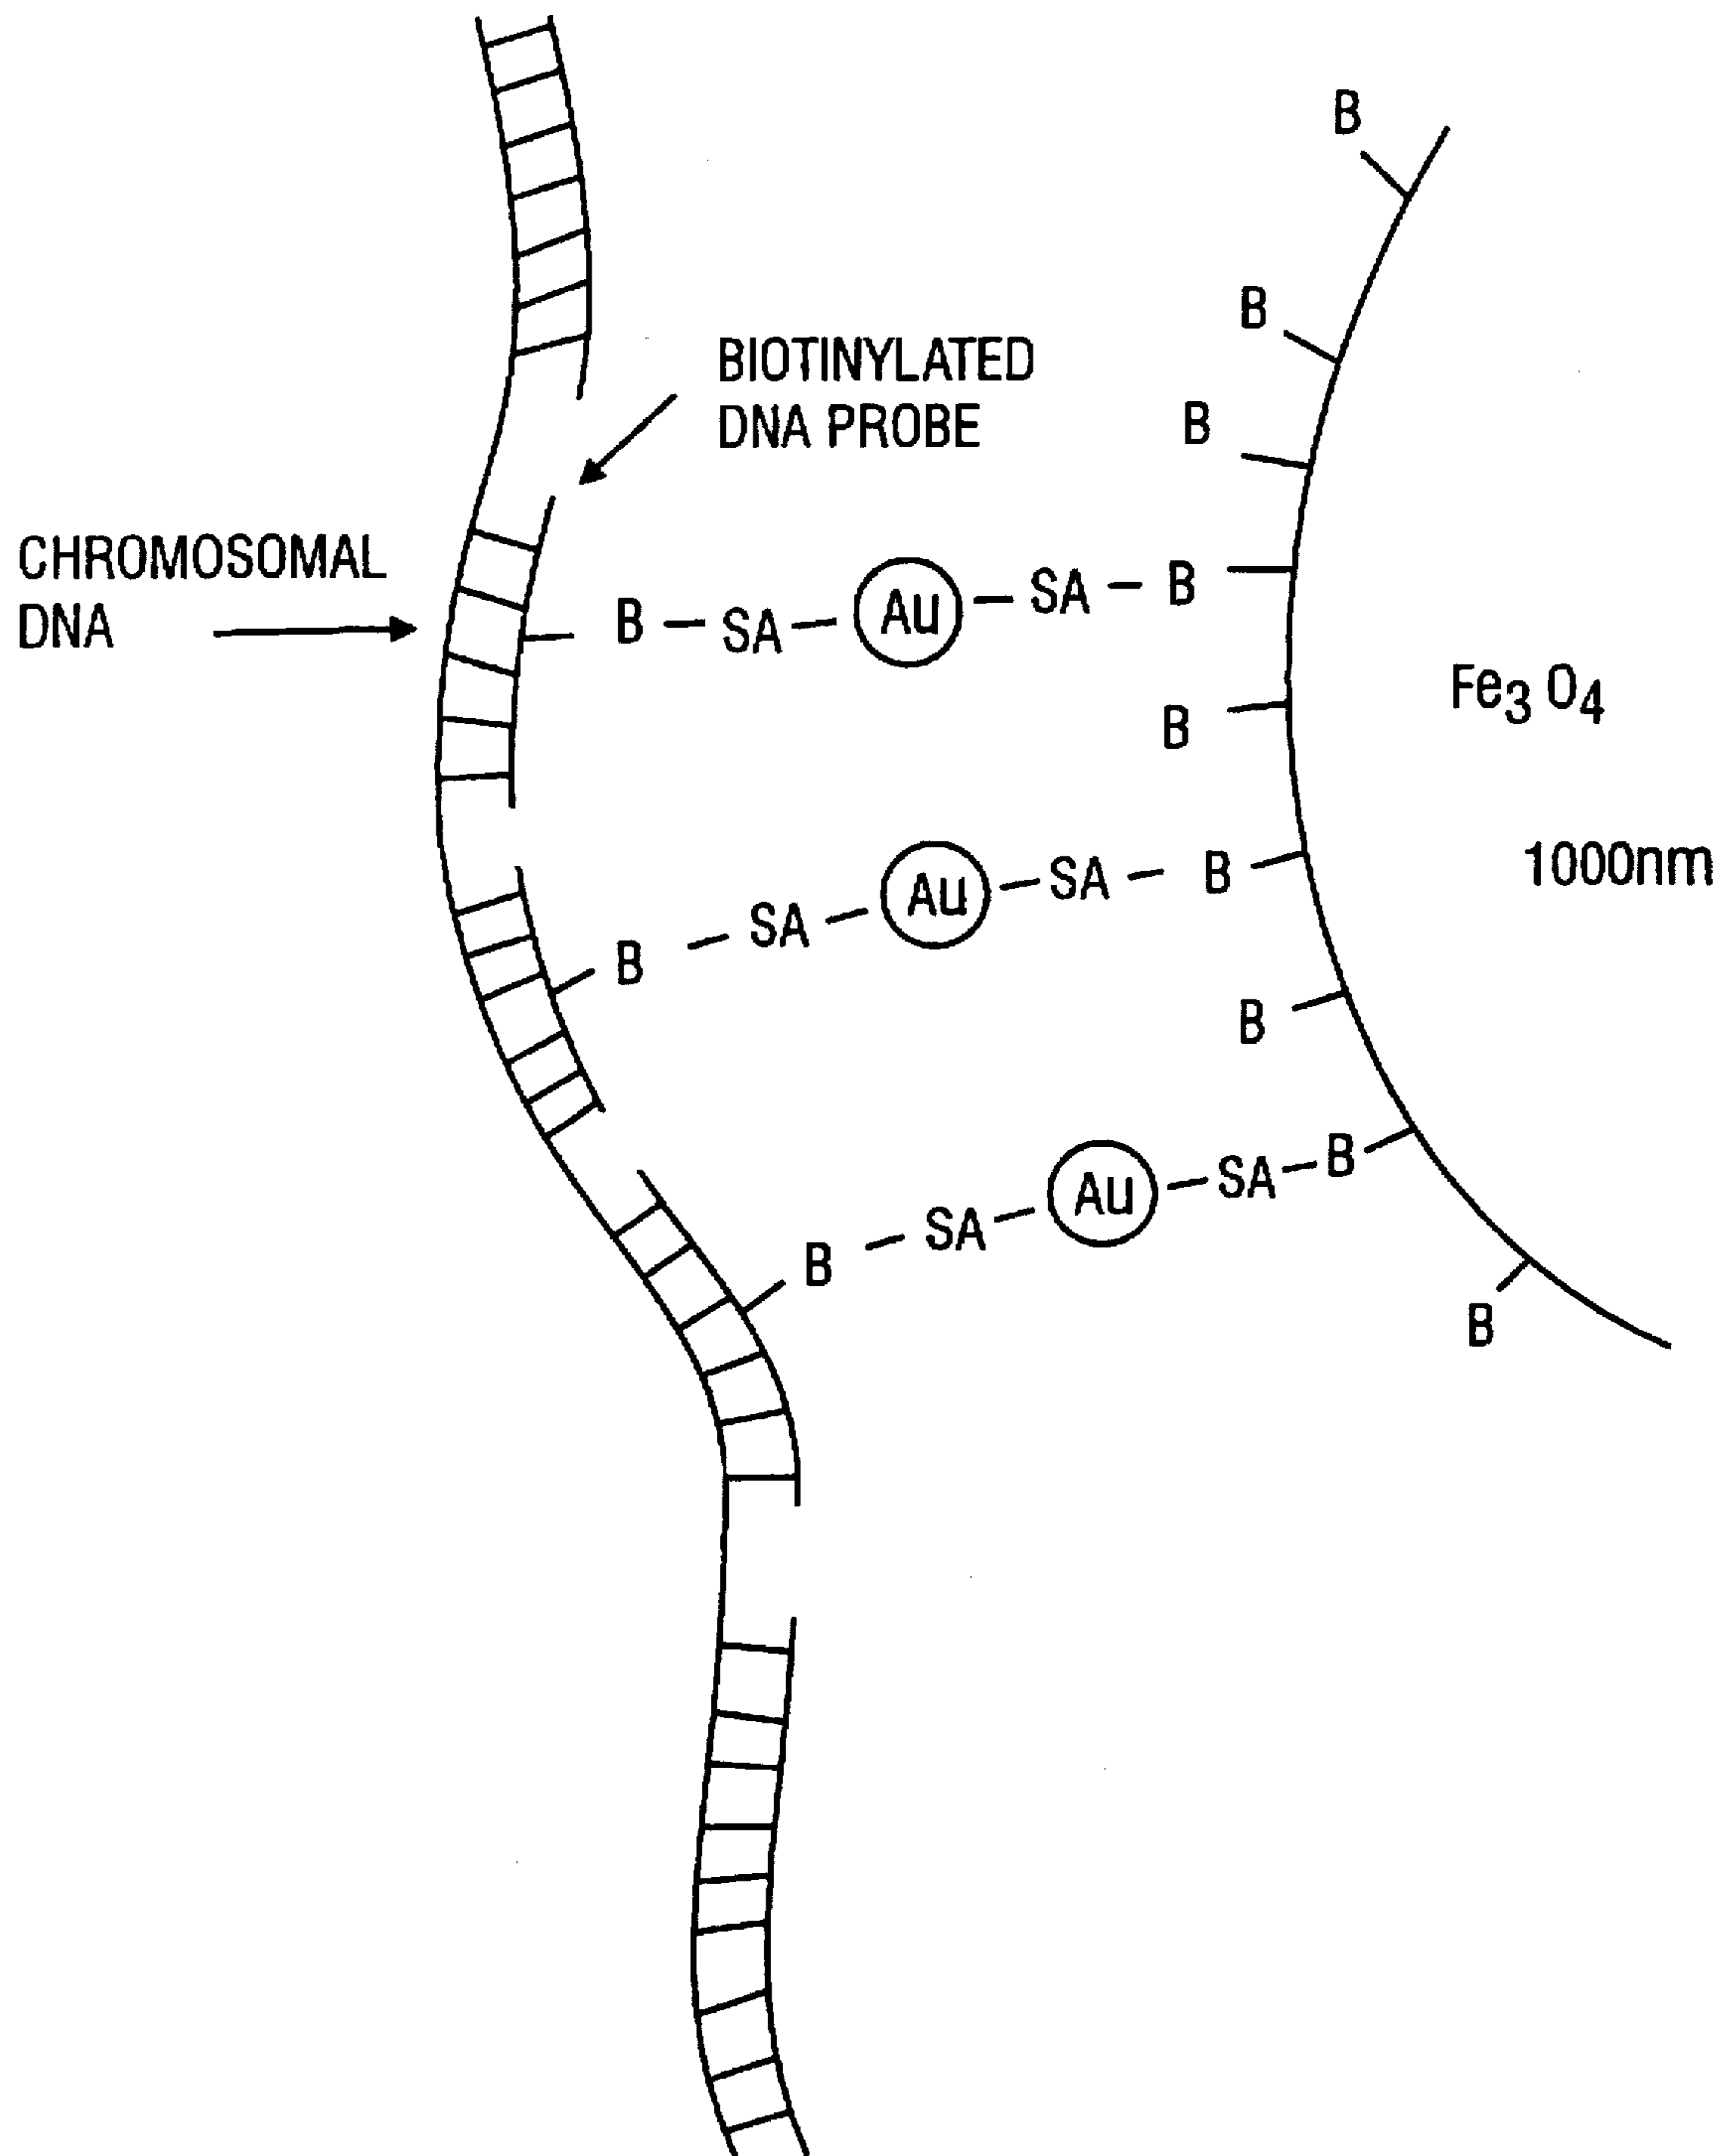 B
B
BIOTINYLATED
DNA PROBE
B
CHROMOSOMAL
DNA
B – SA – Au – SA – B
Fe3 O4
B
1000nm
B – SA – Au – SA – B
B
B – SA – Au – SA – B
B